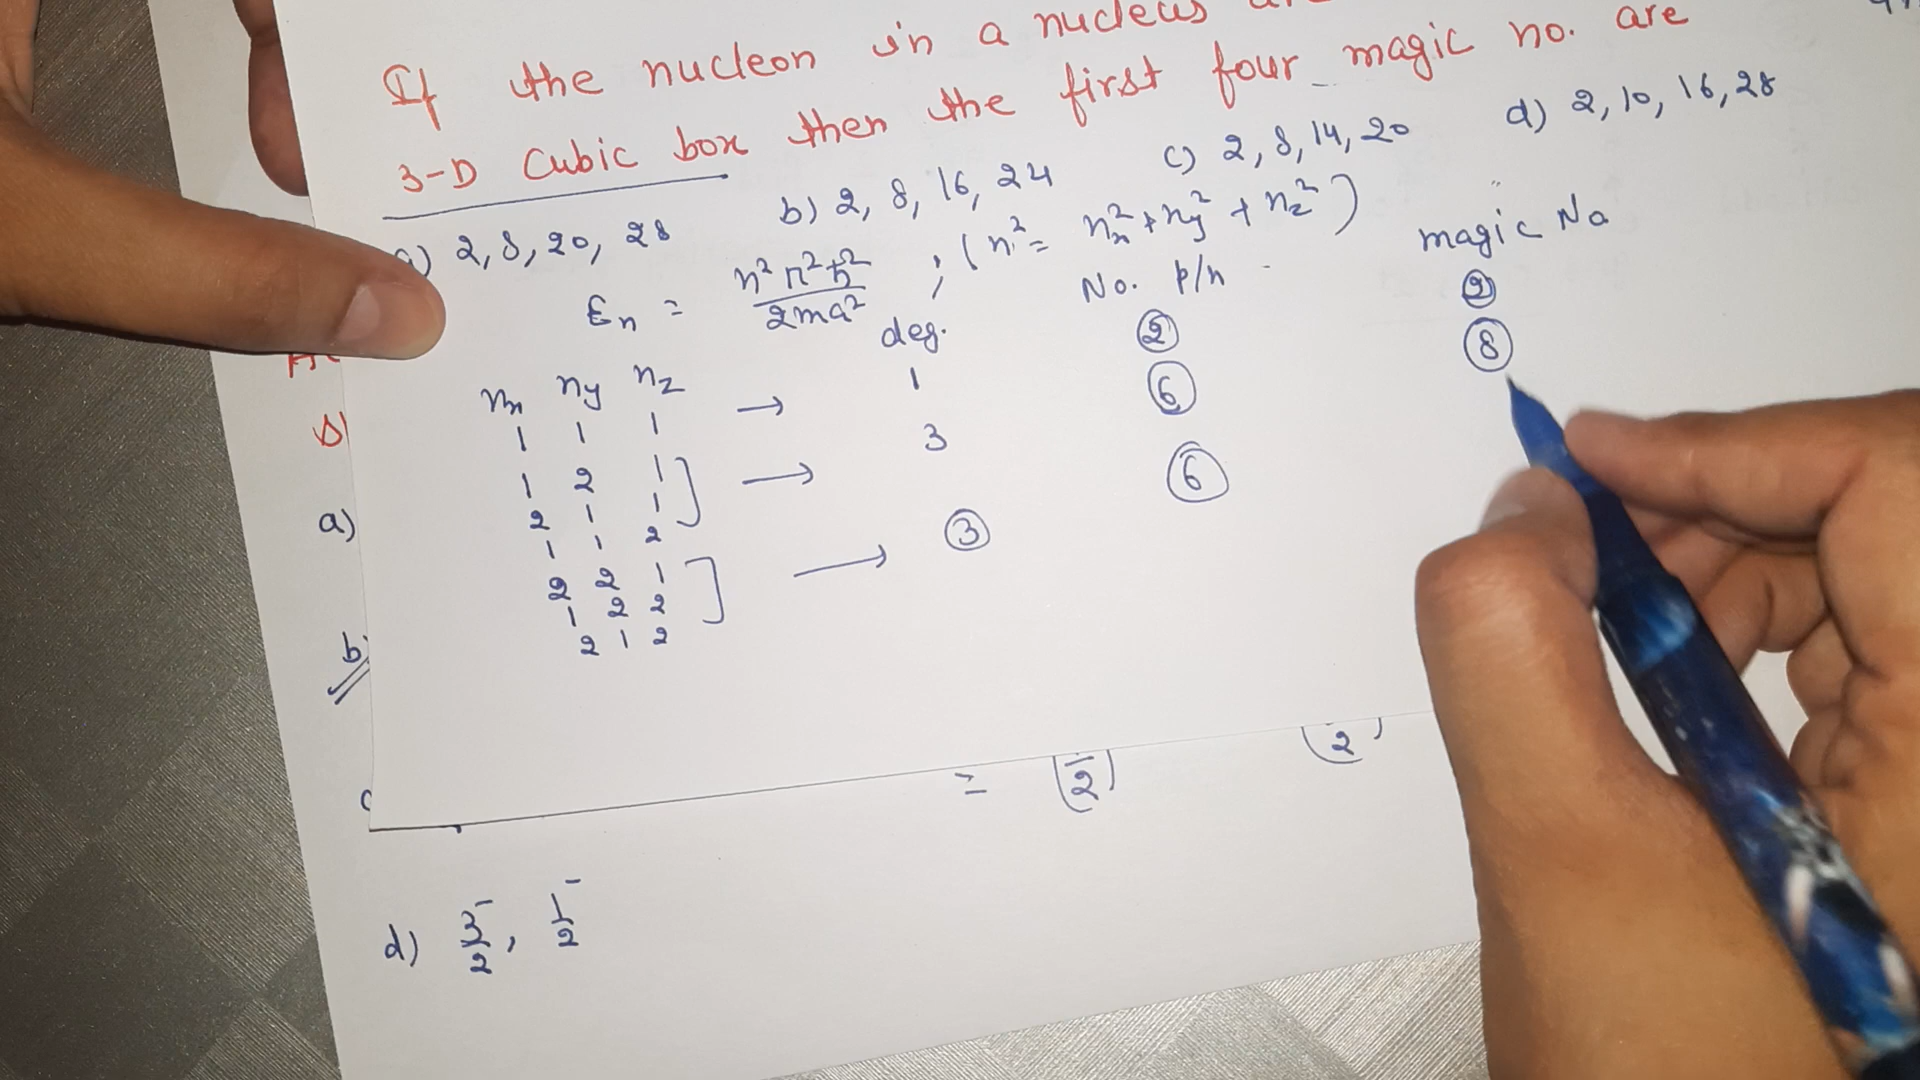 If the nucleon in a nucleus
3-D cubic box then the first four magic no. are
a) 2, 8, 20, 28 b) 2, 8, 16, 24 c) 2, 8, 14, 20 d) 2, 10, 16, 28
En = n² π² ħ² / 2ma² ; ( n² = nx² + ny² + nz² )
nx ny nz deg. No. p/n magic No
1 1 1 → 1 ② ②
1 2 1
2 1 1 ] → 3 ⑥ ⑧
1 1 2
2 2 1
1 2 2 ] → ③ ⑥
2 1 2
a)
b
= 2 2
d) 3/2⁻, 1/2⁻